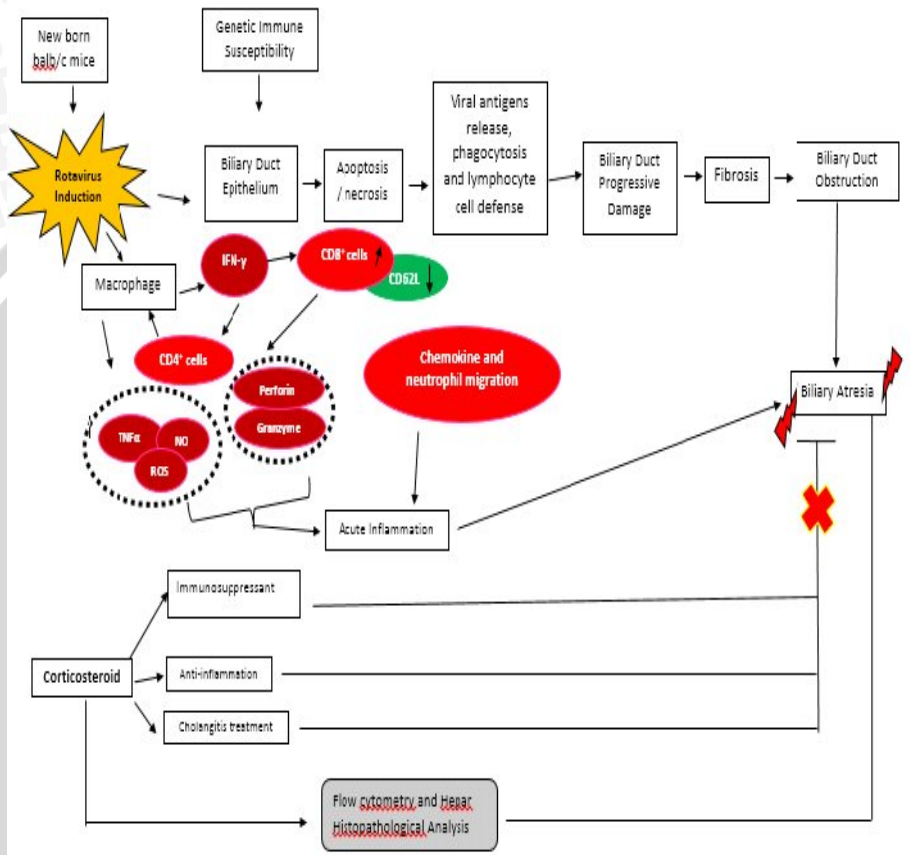 New born
balb/c mice
Genetic Immune
Susceptibility
Rotavirus
Induction
Biliary Duct
Epithelium
Apoptosis
/ necrosis
Viral antigens
release,
phagocytosis
and lymphocyte
cell defense
Biliary Duct
Progressive
Damage
Fibrosis
Biliary Duct
Obstruction
Macrophage
IFN-γ
CD8⁺ cells
CD62L
CD4⁺ cells
Perforin
Granzyme
TNFα
NO
ROS
Chemokine and
neutrophil migration
Biliary Atresia
Acute Inflammation
Immunosuppressant
Corticosteroid
Anti-inflammation
Cholangitis treatment
Flow cytometry and Hepar
Histopathological Analysis